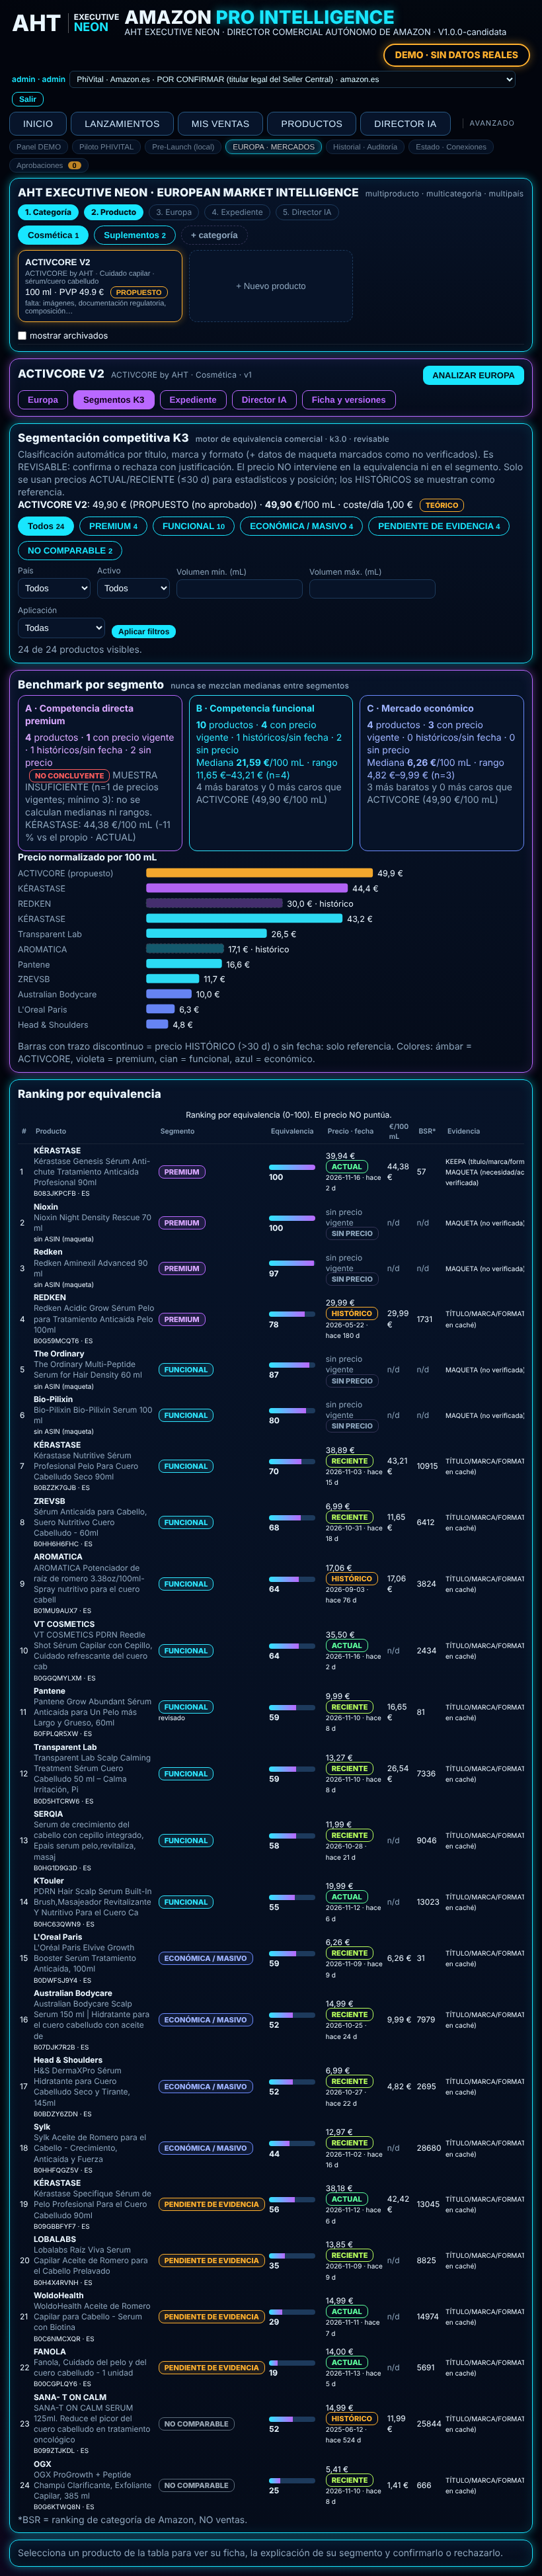 AHT
EXECUTIVE
NEON
AMAZON PRO INTELLIGENCE
AHT EXECUTIVE NEON · DIRECTOR COMERCIAL AUTÓNOMO DE AMAZON · V1.0.0-candidata
DEMO · SIN DATOS REALES
admin · admin
PhiVital · Amazon.es · POR CONFIRMAR (titular legal del Seller Central) · amazon.es
Salir
INICIO
LANZAMIENTOS
MIS VENTAS
PRODUCTOS
DIRECTOR IA
AVANZADO
Panel DEMO
Piloto PHIVITAL
Pre-Launch (local)
EUROPA · MERCADOS
Historial · Auditoría
Estado · Conexiones
Aprobaciones 0
AHT EXECUTIVE NEON · EUROPEAN MARKET INTELLIGENCE multiproducto · multicategoría · multipaís
1. Categoría
2. Producto
3. Europa
4. Expediente
5. Director IA
Cosmética 1
Suplementos 2
+ categoría
ACTIVCORE V2
ACTIVCORE by AHT · Cuidado capilar ·
sérum/cuero cabelludo
100 ml · PVP 49.9 € PROPUESTO
falta: imágenes, documentación regulatoria,
composición…
+ Nuevo producto
mostrar archivados
ACTIVCORE V2 ACTIVCORE by AHT · Cosmética · v1
ANALIZAR EUROPA
Europa
Segmentos K3
Expediente
Director IA
Ficha y versiones
Segmentación competitiva K3 motor de equivalencia comercial · k3.0 · revisable
Clasificación automática por título, marca y formato (+ datos de maqueta marcados como no verificados). Es
REVISABLE: confirma o rechaza con justificación. El precio NO interviene en la equivalencia ni en el segmento. Solo
se usan precios ACTUAL/RECIENTE (≤30 d) para estadísticas y posición; los HISTÓRICOS se muestran como
referencia.
ACTIVCORE V2: 49,90 € (PROPUESTO (no aprobado)) · 49,90 €/100 mL · coste/día 1,00 € TEÓRICO
Todos 24
PREMIUM 4
FUNCIONAL 10
ECONÓMICA / MASIVO 4
PENDIENTE DE EVIDENCIA 4
NO COMPARABLE 2
País
Todos
Activo
Todos
Volumen mín. (mL)
Volumen máx. (mL)
Aplicación
Todas
Aplicar filtros
24 de 24 productos visibles.
Benchmark por segmento nunca se mezclan medianas entre segmentos
A · Competencia directa
premium
4 productos · 1 con precio vigente
· 1 históricos/sin fecha · 2 sin
precio
NO CONCLUYENTE MUESTRA
INSUFICIENTE (n=1 de precios
vigentes; mínimo 3): no se
calculan medianas ni rangos.
KÉRASTASE: 44,38 €/100 mL (-11
% vs el propio · ACTUAL)
B · Competencia funcional
10 productos · 4 con precio
vigente · 1 históricos/sin fecha · 2
sin precio
Mediana 21,59 €/100 mL · rango
11,65 €–43,21 € (n=4)
4 más baratos y 0 más caros que
ACTIVCORE (49,90 €/100 mL)
C · Mercado económico
4 productos · 3 con precio
vigente · 0 históricos/sin fecha · 0
sin precio
Mediana 6,26 €/100 mL · rango
4,82 €–9,99 € (n=3)
3 más baratos y 0 más caros que
ACTIVCORE (49,90 €/100 mL)
Precio normalizado por 100 mL
ACTIVCORE (propuesto) 49,9 €
KÉRASTASE 44,4 €
REDKEN 30,0 € · histórico
KÉRASTASE 43,2 €
Transparent Lab 26,5 €
AROMATICA 17,1 € · histórico
Pantene 16,6 €
ZREVSB 11,7 €
Australian Bodycare 10,0 €
L'Oreal Paris 6,3 €
Head & Shoulders 4,8 €
Barras con trazo discontinuo = precio HISTÓRICO (>30 d) o sin fecha: solo referencia. Colores: ámbar =
ACTIVCORE, violeta = premium, cian = funcional, azul = económico.
Ranking por equivalencia
Ranking por equivalencia (0-100). El precio NO puntúa.
# Producto Segmento Equivalencia Precio · fecha €/100 mL BSR* Evidencia
KÉRASTASE
Kérastase Genesis Sérum Anti-
chute Tratamiento Anticaída
Profesional 90ml
B083JKPCFB · ES
1 PREMIUM 100 39,94 € ACTUAL 2026-11-16 · hace 2 d 44,38 € 57 KEEPA (título/marca/form MAQUETA (necesidad/ac verificada)
Nioxin
Nioxin Night Density Rescue 70
ml
sin ASIN (maqueta)
2 PREMIUM 100 sin precio vigente SIN PRECIO n/d n/d MAQUETA (no verificada)
Redken
Redken Aminexil Advanced 90
ml
sin ASIN (maqueta)
3 PREMIUM 97 sin precio vigente SIN PRECIO n/d n/d MAQUETA (no verificada)
REDKEN
Redken Acidic Grow Sérum Pelo
para Tratamiento Anticaída Pelo
100ml
B0G59MCQT6 · ES
4 PREMIUM 78 29,99 € HISTÓRICO 2026-05-22 · hace 180 d 29,99 € 1731 TÍTULO/MARCA/FORMAT en caché)
The Ordinary
The Ordinary Multi-Peptide
Serum for Hair Density 60 ml
sin ASIN (maqueta)
5 FUNCIONAL 87 sin precio vigente SIN PRECIO n/d n/d MAQUETA (no verificada)
Bio-Pilixin
Bio-Pilixin Bio-Pilixin Serum 100
ml
sin ASIN (maqueta)
6 FUNCIONAL 80 sin precio vigente SIN PRECIO n/d n/d MAQUETA (no verificada)
KÉRASTASE
Kérastase Nutritive Sérum
Profesional Pelo Para Cuero
Cabelludo Seco 90ml
B0BZZK7GJB · ES
7 FUNCIONAL 70 38,89 € RECIENTE 2026-11-03 · hace 15 d 43,21 € 10915 TÍTULO/MARCA/FORMAT en caché)
ZREVSB
Sérum Anticaída para Cabello,
Suero Nutritivo Cuero
Cabelludo - 60ml
B0HH6H6FHC · ES
8 FUNCIONAL 68 6,99 € RECIENTE 2026-10-31 · hace 18 d 11,65 € 6412 TÍTULO/MARCA/FORMAT en caché)
AROMATICA
AROMATICA Potenciador de
raíz de romero 3.38oz/100ml-
Spray nutritivo para el cuero
cabell
B01MU9AUX7 · ES
9 FUNCIONAL 64 17,06 € HISTÓRICO 2026-09-03 · hace 76 d 17,06 € 3824 TÍTULO/MARCA/FORMAT en caché)
VT COSMETICS
VT COSMETICS PDRN Reedle
Shot Sérum Capilar con Cepillo,
Cuidado refrescante del cuero
cab
B0GGQMYLXM · ES
10 FUNCIONAL 64 35,50 € ACTUAL 2026-11-16 · hace 2 d n/d 2434 TÍTULO/MARCA/FORMAT en caché)
Pantene
Pantene Grow Abundant Sérum
Anticaída para Un Pelo más
Largo y Grueso, 60ml
B0FPLQR5XW · ES
11 FUNCIONAL revisado 59 9,99 € RECIENTE 2026-11-10 · hace 8 d 16,65 € 81 TÍTULO/MARCA/FORMAT en caché)
Transparent Lab
Transparent Lab Scalp Calming
Treatment Sérum Cuero
Cabelludo 50 ml – Calma
Irritación, Pi
B0D5HTCRW6 · ES
12 FUNCIONAL 59 13,27 € RECIENTE 2026-11-10 · hace 8 d 26,54 € 7336 TÍTULO/MARCA/FORMAT en caché)
SERQIA
Serum de crecimiento del
cabello con cepillo integrado,
Epais serum pelo,revitaliza,
masaj
B0HG1D9G3D · ES
13 FUNCIONAL 58 11,99 € RECIENTE 2026-10-28 · hace 21 d n/d 9046 TÍTULO/MARCA/FORMAT en caché)
KTouler
PDRN Hair Scalp Serum Built-In
Brush,Masajeador Revitalizante
Y Nutritivo Para el Cuero Ca
B0HC63QWN9 · ES
14 FUNCIONAL 55 19,99 € ACTUAL 2026-11-12 · hace 6 d n/d 13023 TÍTULO/MARCA/FORMAT en caché)
L'Oreal Paris
L'Oréal Paris Elvive Growth
Booster Serúm Tratamiento
Anticaída, 100ml
B0DWFSJ9Y4 · ES
15 ECONÓMICA / MASIVO 59 6,26 € RECIENTE 2026-11-09 · hace 9 d 6,26 € 31 TÍTULO/MARCA/FORMAT en caché)
Australian Bodycare
Australian Bodycare Scalp
Serum 150 ml | Hidratante para
el cuero cabelludo con aceite
de
B07DJK7R2B · ES
16 ECONÓMICA / MASIVO 52 14,99 € RECIENTE 2026-10-25 · hace 24 d 9,99 € 7979 TÍTULO/MARCA/FORMAT en caché)
Head & Shoulders
H&S DermaXPro Sérum
Hidratante para Cuero
Cabelludo Seco y Tirante,
145ml
B0BDZY6ZDN · ES
17 ECONÓMICA / MASIVO 52 6,99 € RECIENTE 2026-10-27 · hace 22 d 4,82 € 2695 TÍTULO/MARCA/FORMAT en caché)
Sylk
Sylk Aceite de Romero para el
Cabello - Crecimiento,
Anticaída y Fuerza
B0HHFQGZ5V · ES
18 ECONÓMICA / MASIVO 44 12,97 € RECIENTE 2026-11-02 · hace 16 d n/d 28680 TÍTULO/MARCA/FORMAT en caché)
KÉRASTASE
Kérastase Specifique Sérum de
Pelo Profesional Para el Cuero
Cabelludo 90ml
B09GBBFYF7 · ES
19 PENDIENTE DE EVIDENCIA 56 38,18 € ACTUAL 2026-11-12 · hace 6 d 42,42 € 13045 TÍTULO/MARCA/FORMAT en caché)
LOBALABS
Lobalabs Raiz Viva Serum
Capilar Aceite de Romero para
el Cabello Prelavado
B0H4X4RVNH · ES
20 PENDIENTE DE EVIDENCIA 35 13,85 € RECIENTE 2026-11-09 · hace 9 d n/d 8825 TÍTULO/MARCA/FORMAT en caché)
WoldoHealth
WoldoHealth Aceite de Romero
Capilar para Cabello - Serum
con Biotina
B0C6NMCXQR · ES
21 PENDIENTE DE EVIDENCIA 29 14,99 € ACTUAL 2026-11-11 · hace 7 d n/d 14974 TÍTULO/MARCA/FORMAT en caché)
FANOLA
Fanola, Cuidado del pelo y del
cuero cabelludo - 1 unidad
B00CGPLQY6 · ES
22 PENDIENTE DE EVIDENCIA 19 14,00 € ACTUAL 2026-11-13 · hace 5 d n/d 5691 TÍTULO/MARCA/FORMAT en caché)
SANA- T ON CALM
SANA-T ON CALM SERUM
125ml. Reduce el picor del
cuero cabelludo en tratamiento
oncológico
B099ZTJKDL · ES
23 NO COMPARABLE 52 14,99 € HISTÓRICO 2025-06-12 · hace 524 d 11,99 € 25844 TÍTULO/MARCA/FORMAT en caché)
OGX
OGX ProGrowth + Peptide
Champú Clarificante, Exfoliante
Capilar, 385 ml
B0G6KTWQ8N · ES
24 NO COMPARABLE 25 5,41 € RECIENTE 2026-11-10 · hace 8 d 1,41 € 666 TÍTULO/MARCA/FORMAT en caché)
*BSR = ranking de categoría de Amazon, NO ventas.
Selecciona un producto de la tabla para ver su ficha, la explicación de su segmento y confirmarlo o rechazarlo.